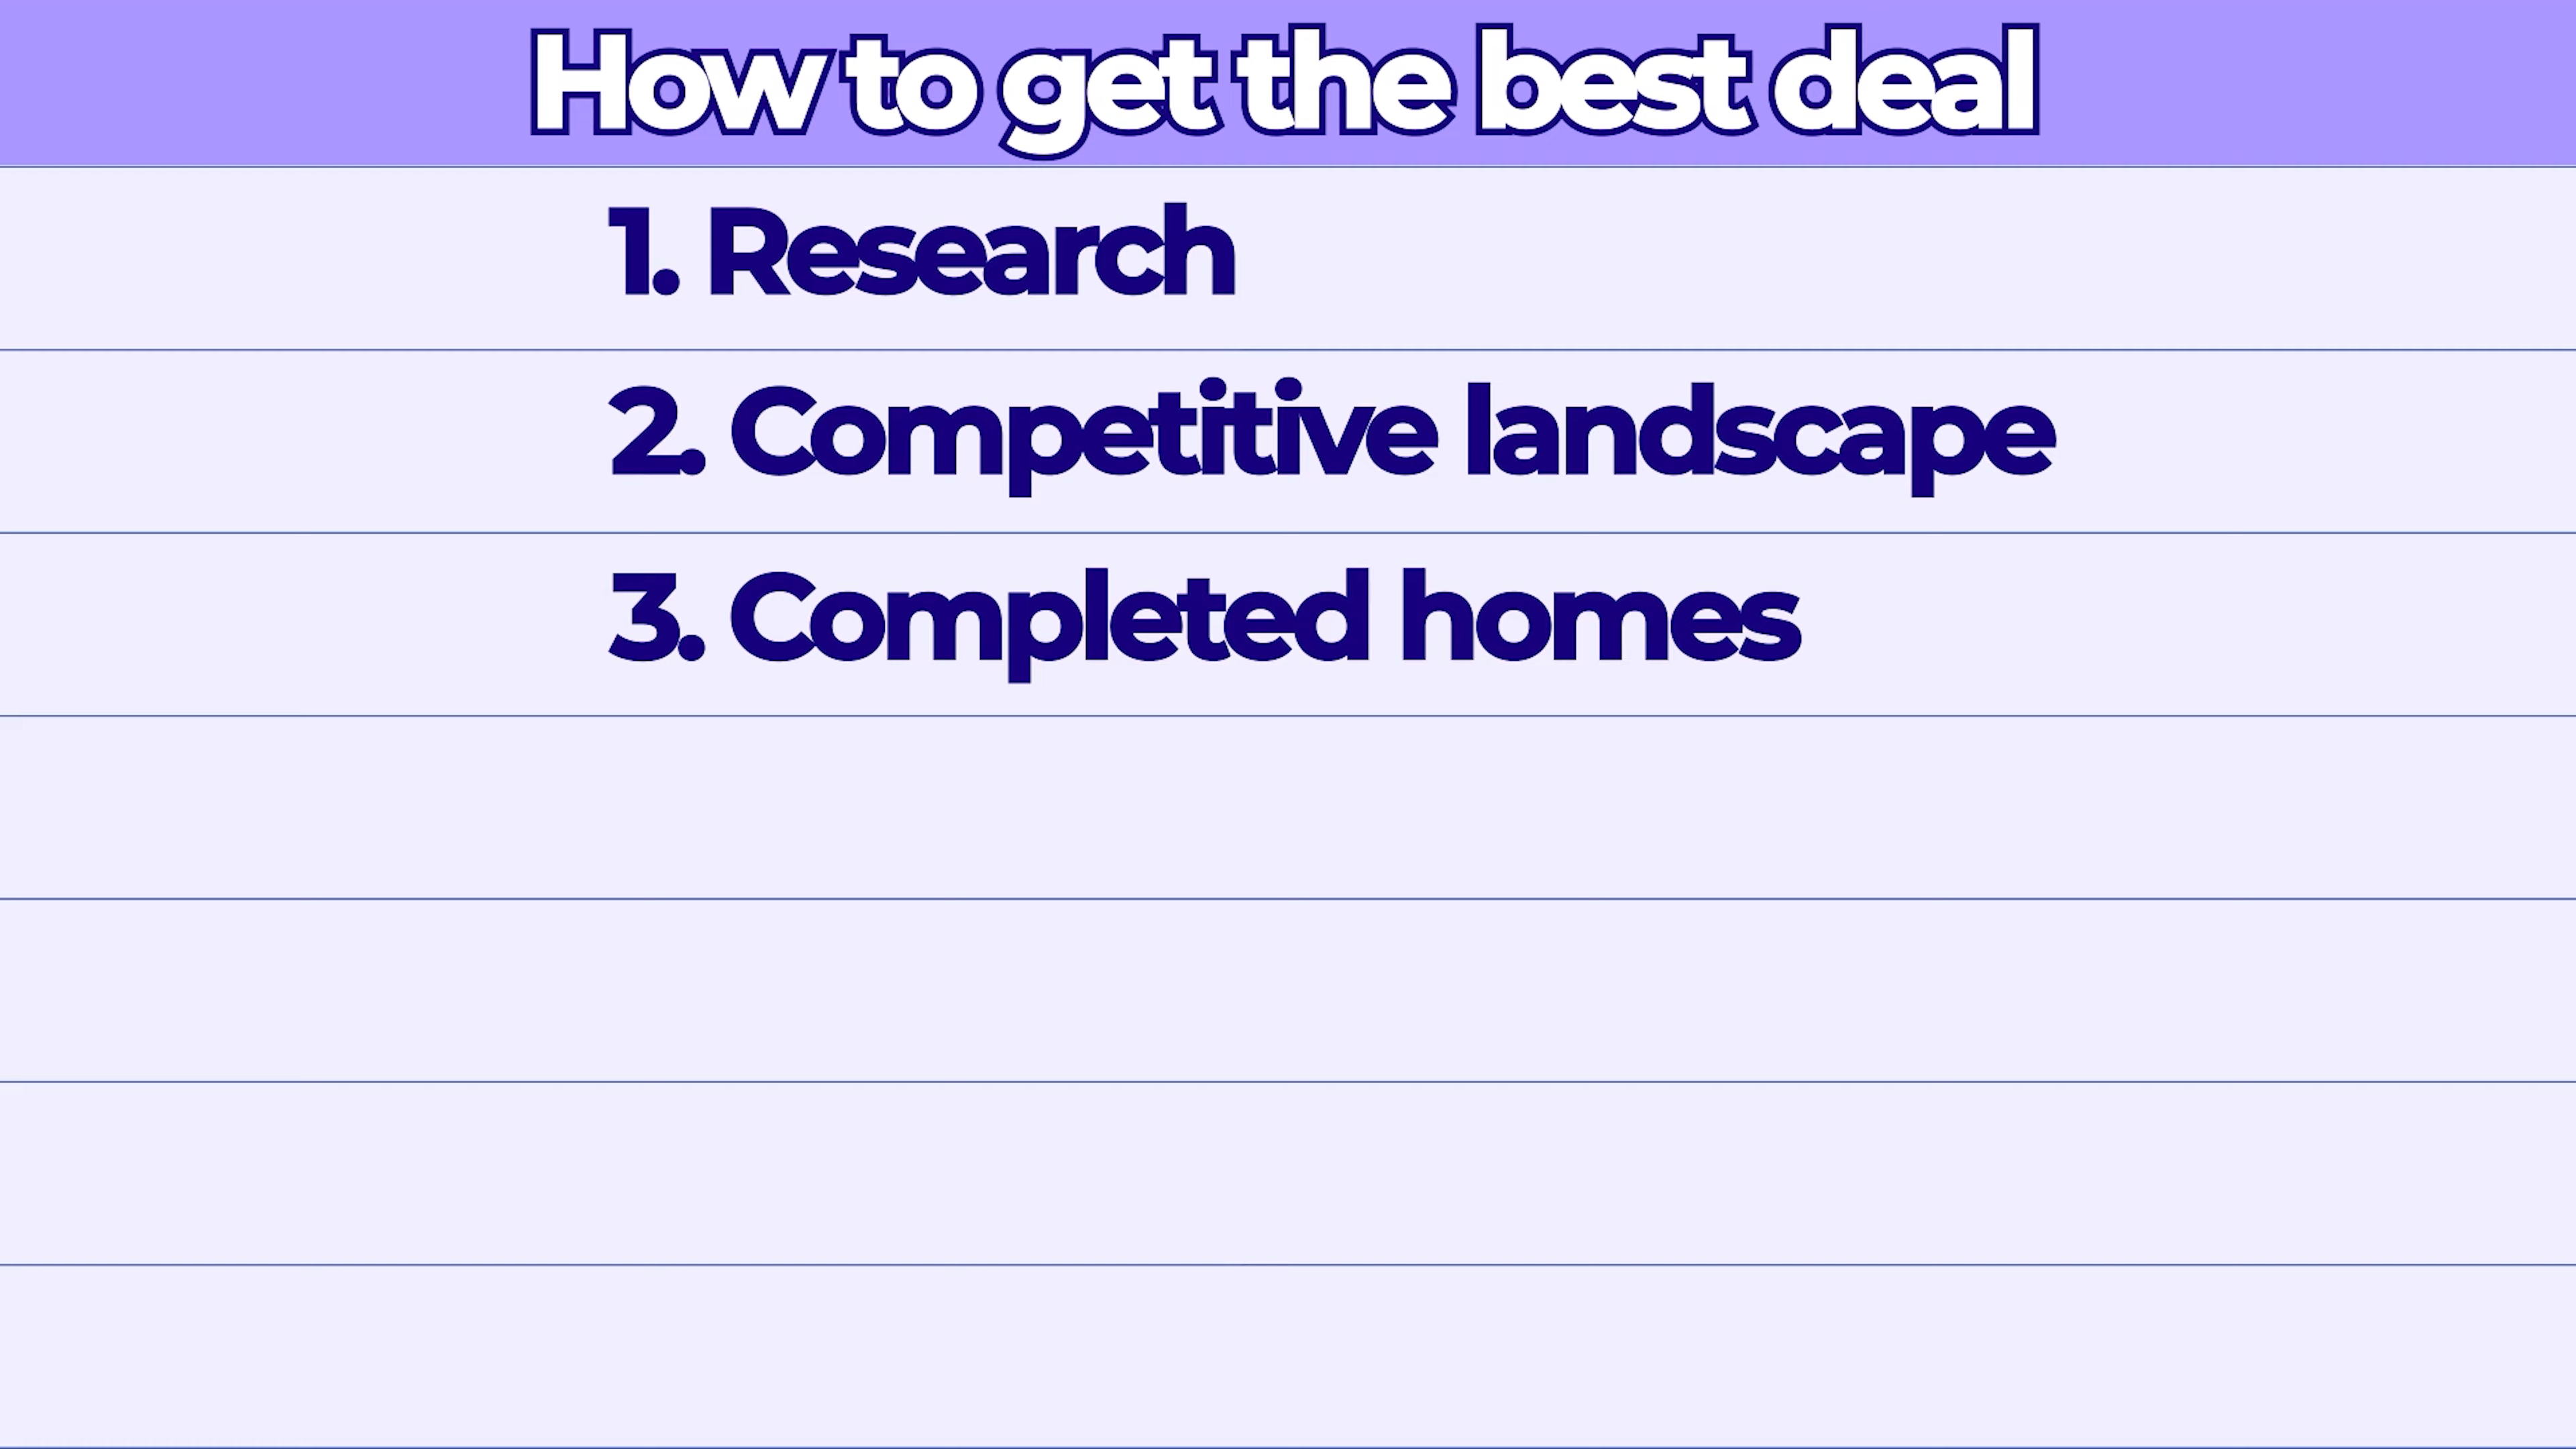 How to get the best deal
1. Research
2. Competitive landscape
3. Completed homes